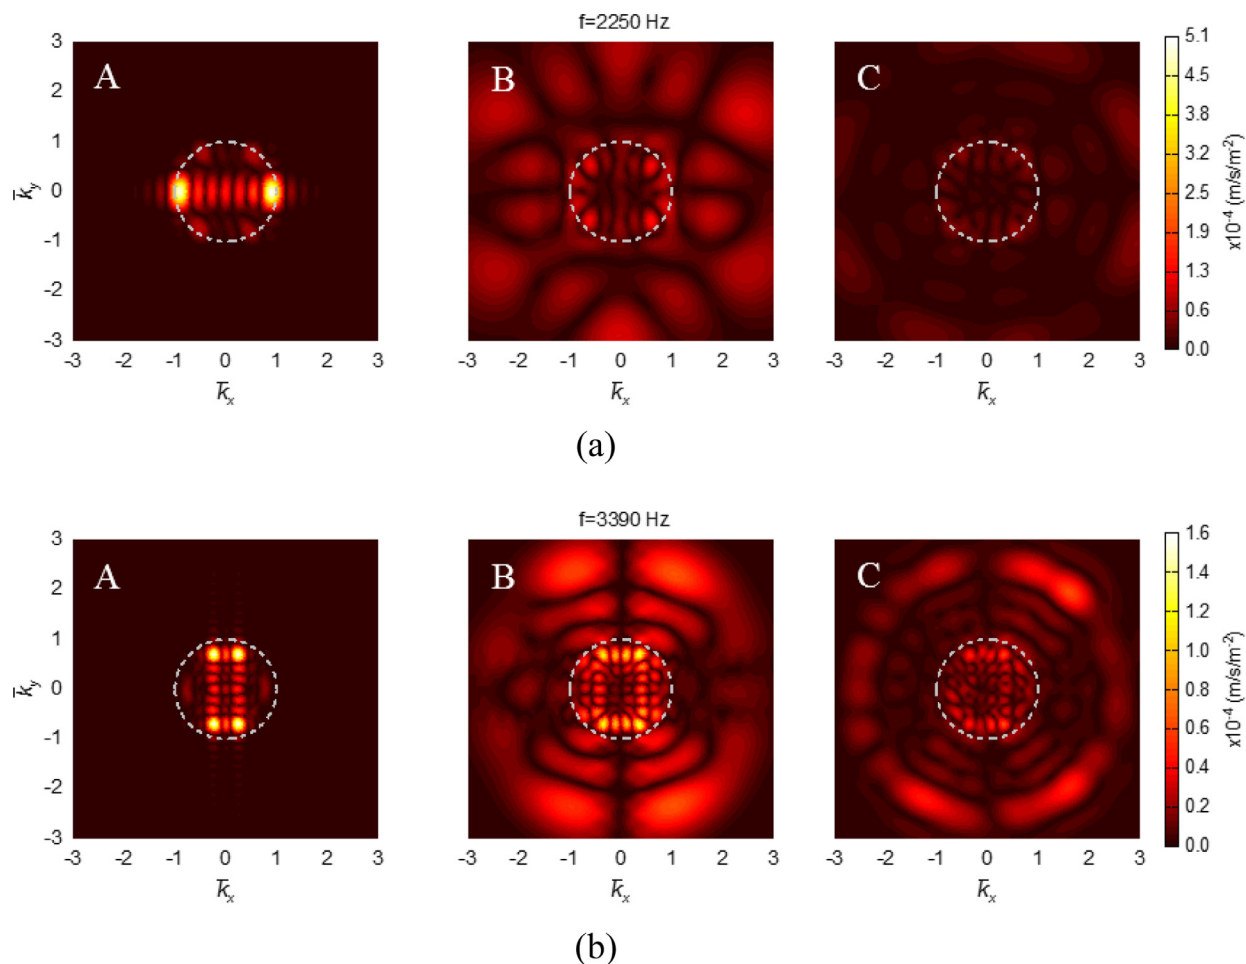 f=2250 Hz
A
B
C
3
2
1
0
-1
-2
-3
k̅y
-3 -2 -1 0 1 2 3
-3 -2 -1 0 1 2 3
-3 -2 -1 0 1 2 3
k̅x
k̅x
k̅x
5.1
4.5
3.8
3.2
2.5
1.9
1.3
0.6
0.0
x10-4 (m/s/m-2)
(a)
f=3390 Hz
A
B
C
3
2
1
0
-1
-2
-3
k̅y
-3 -2 -1 0 1 2 3
-3 -2 -1 0 1 2 3
-3 -2 -1 0 1 2 3
k̅x
k̅x
k̅x
1.6
1.4
1.2
1.0
0.8
0.6
0.4
0.2
0.0
x10-4 (m/s/m-2)
(b)